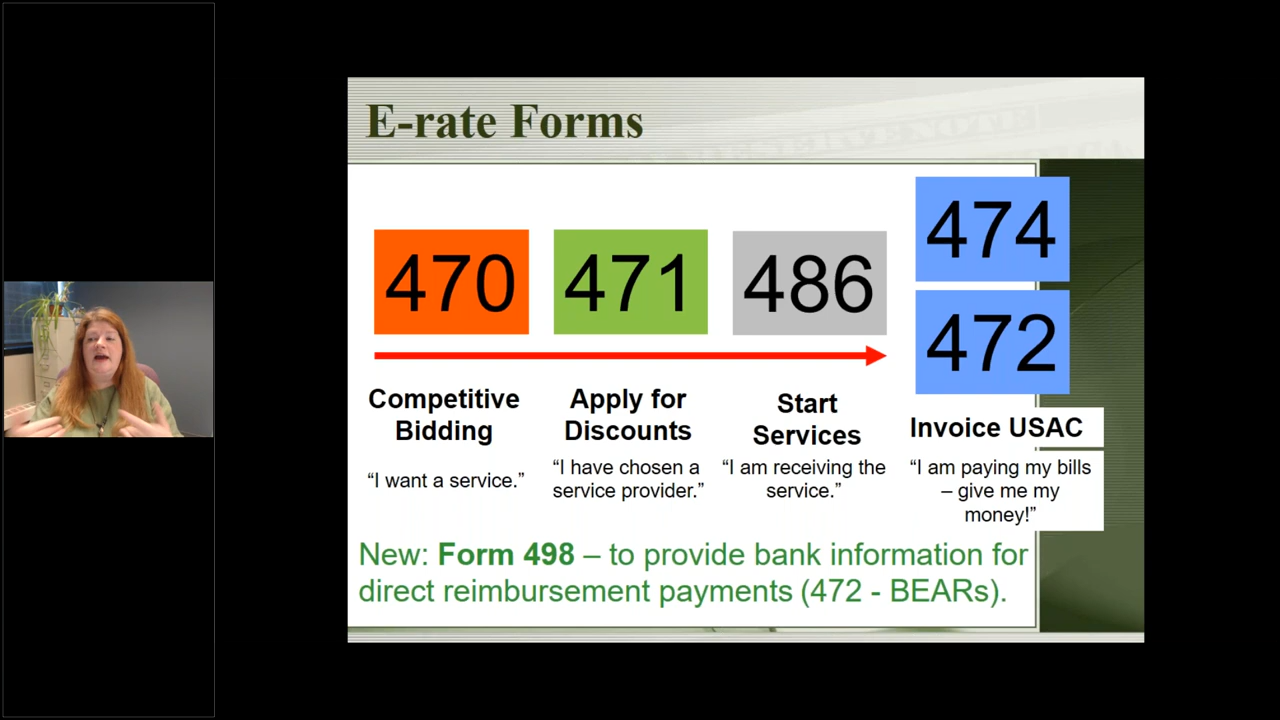 E-rate Forms
470
471
486
474
472
Competitive
Bidding
"I want a service."
Apply for
Discounts
"I have chosen a
service provider."
Start
Services
"I am receiving the
service."
Invoice USAC
"I am paying my bills
– give me my
money!"
New: Form 498 – to provide bank information for
direct reimbursement payments (472 - BEARs).